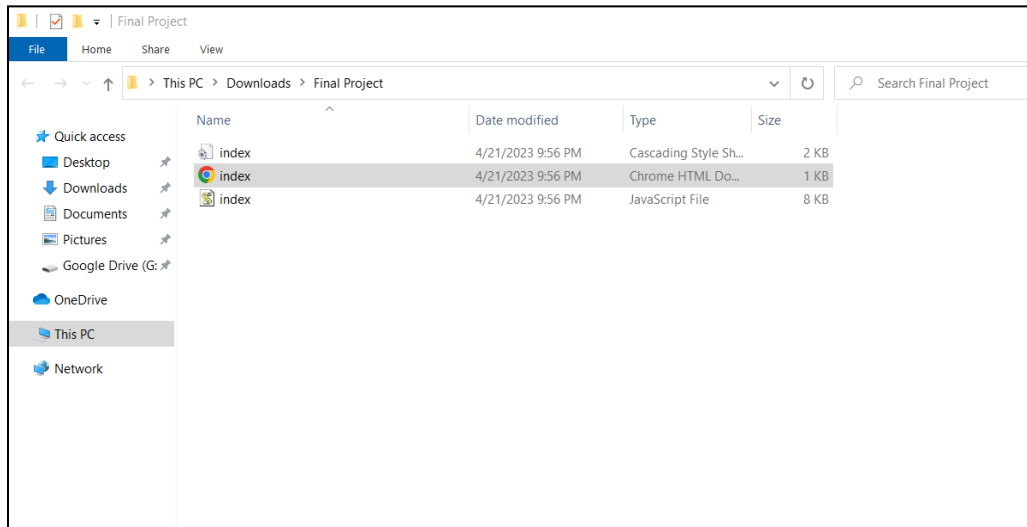 Final Project
File Home Share View
This PC > Downloads > Final Project
Search Final Project
Name Date modified Type Size
Quick access
Desktop
Downloads
Documents
Pictures
Google Drive (G:
OneDrive
This PC
Network
index 4/21/2023 9:56 PM Cascading Style Sh... 2 KB
index 4/21/2023 9:56 PM Chrome HTML Do... 1 KB
index 4/21/2023 9:56 PM JavaScript File 8 KB